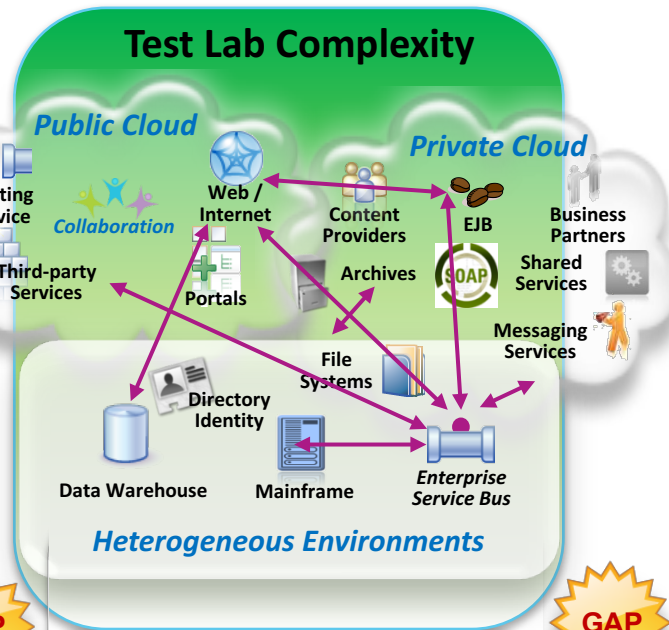 Test Lab Complexity
Public Cloud
Private Cloud
Collaboration
Web /
Internet
Content
Providers
EJB
Business
Partners
Third-party
Services
Portals
Archives
SOAP
Shared
Services
Messaging
Services
File
Systems
Directory
Identity
Data Warehouse
Mainframe
Enterprise
Service Bus
Heterogeneous Environments
GAP